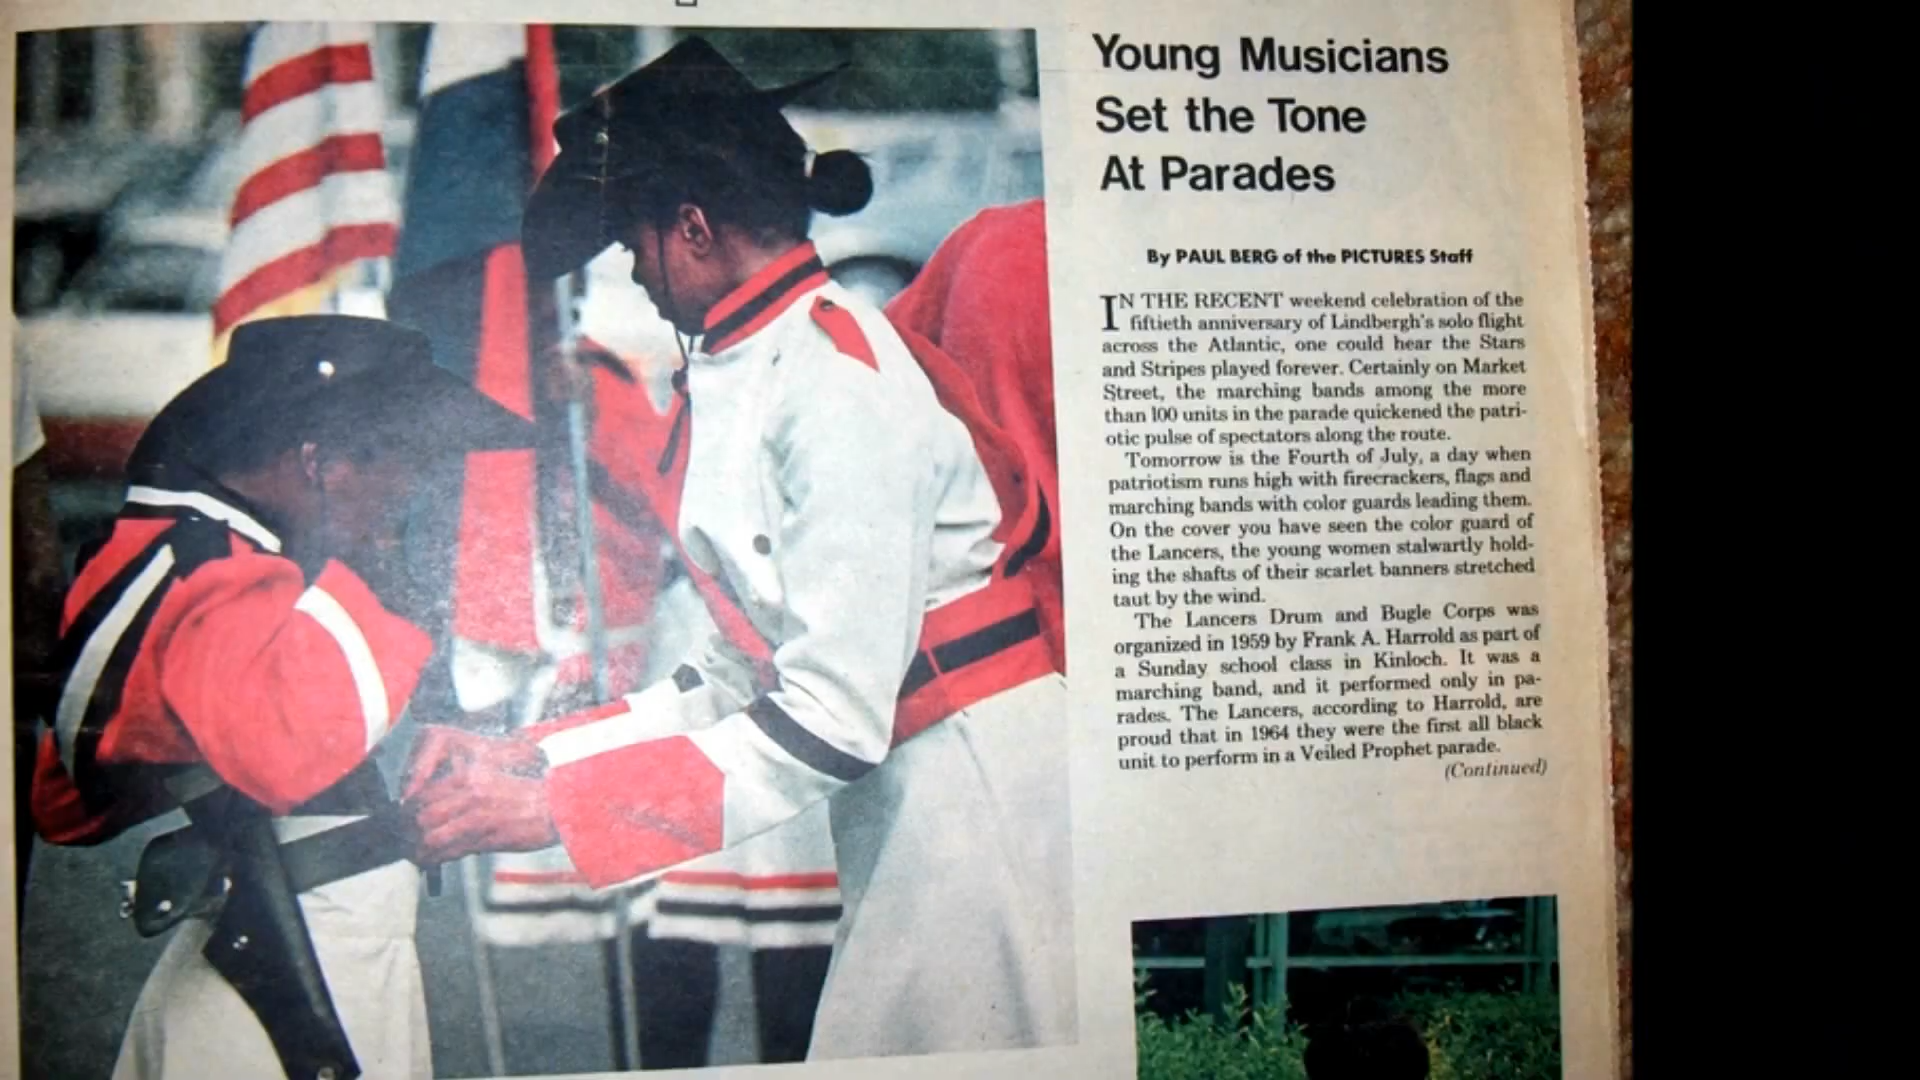 Young Musicians
Set the Tone
At Parades
By PAUL BERG of the PICTURES Staff
IN THE RECENT weekend celebration of the
fiftieth anniversary of Lindbergh's solo flight
across the Atlantic, one could hear the Stars
and Stripes played forever. Certainly on Market
Street, the marching bands among the more
than 100 units in the parade quickened the patri-
otic pulse of spectators along the route.
Tomorrow is the Fourth of July, a day when
patriotism runs high with firecrackers, flags and
marching bands with color guards leading them.
On the cover you have seen the color guard of
the Lancers, the young women stalwartly hold-
ing the shafts of their scarlet banners stretched
taut by the wind.
The Lancers Drum and Bugle Corps was
organized in 1959 by Frank A. Harrold as part of
a Sunday school class in Kinloch. It was a
marching band, and it performed only in pa-
rades. The Lancers, according to Harrold, are
proud that in 1964 they were the first all black
unit to perform in a Veiled Prophet parade.
(Continued)